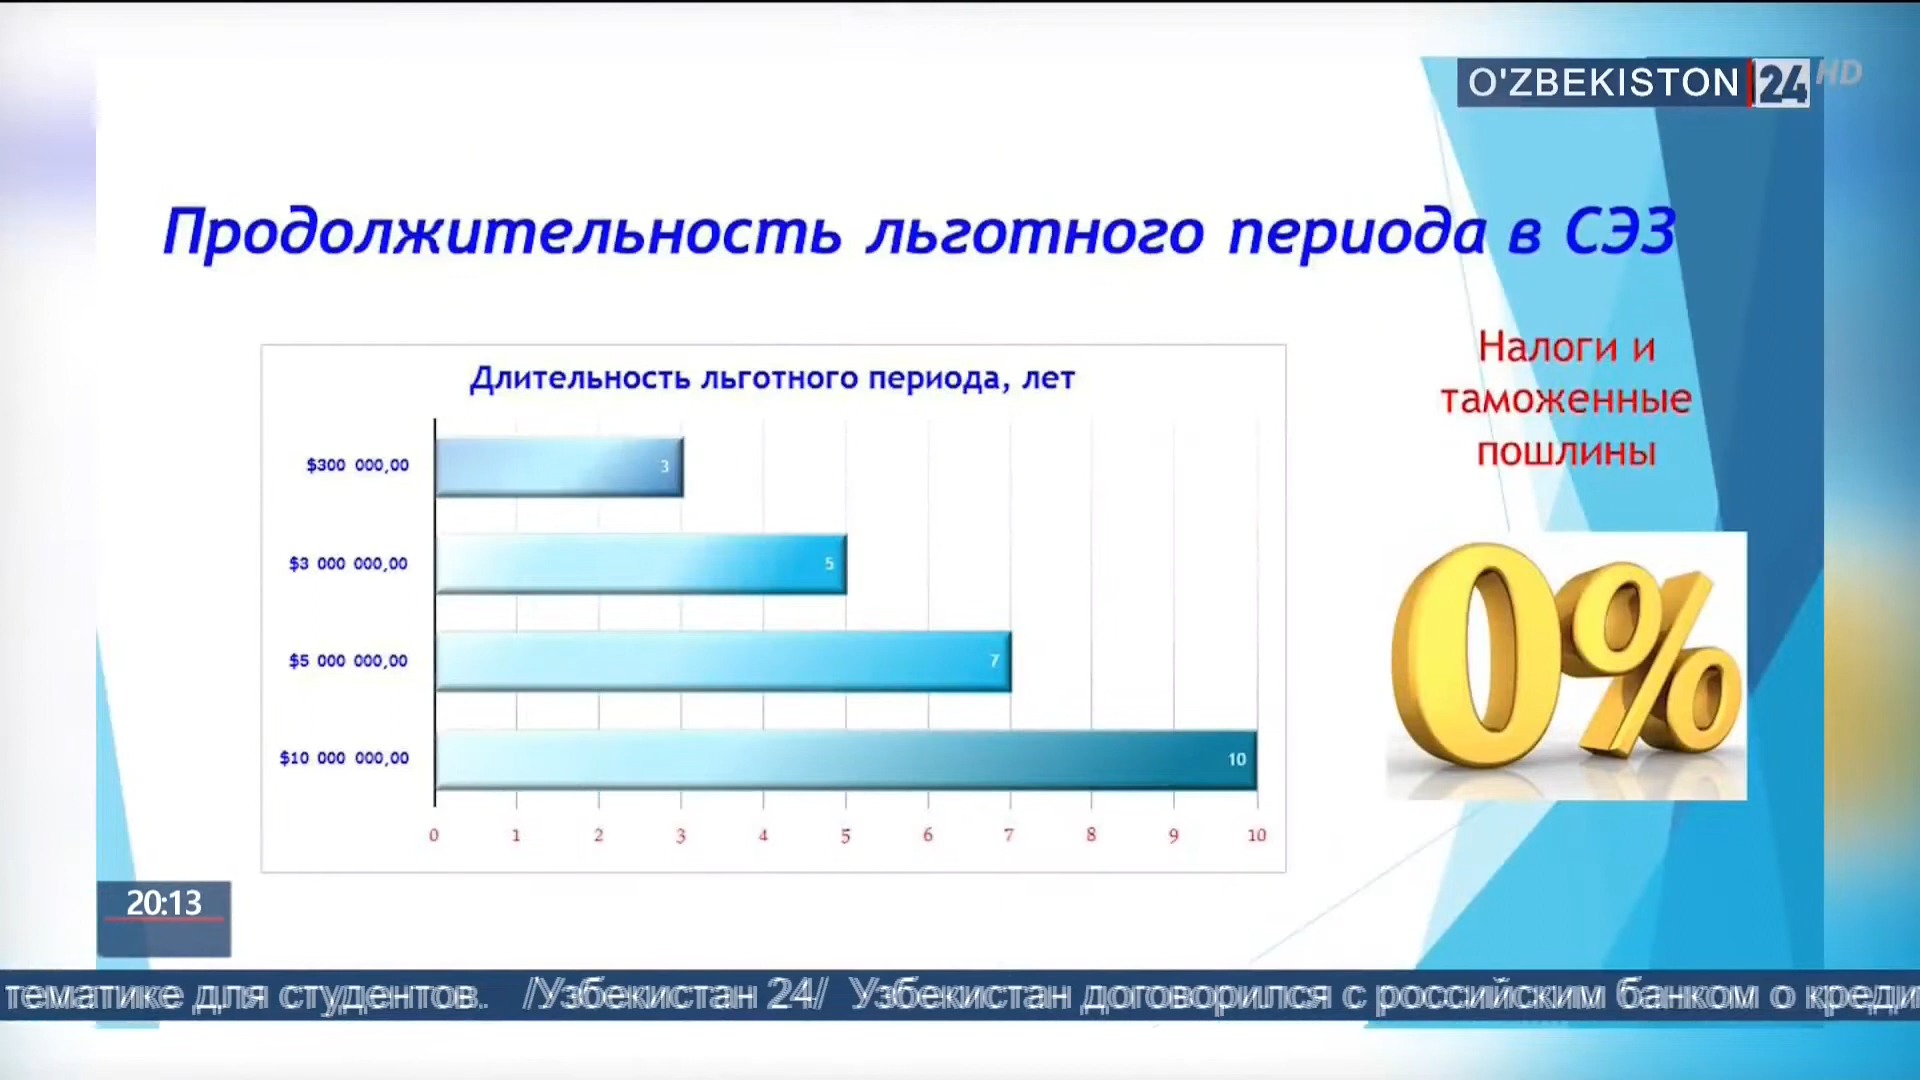 O'ZBEKISTON 24 HD
Продолжительность льготного периода в СЭЗ
Длительность льготного периода, лет
$300 000,00
3
$3 000 000,00
5
$5 000 000,00
7
$10 000 000,00
10
0 1 2 3 4 5 6 7 8 9 10
Налоги и
таможенные
пошлины
0%
20:13
тематике для студентов. /Узбекистан 24/ Узбекистан договорился с российским банком о креди